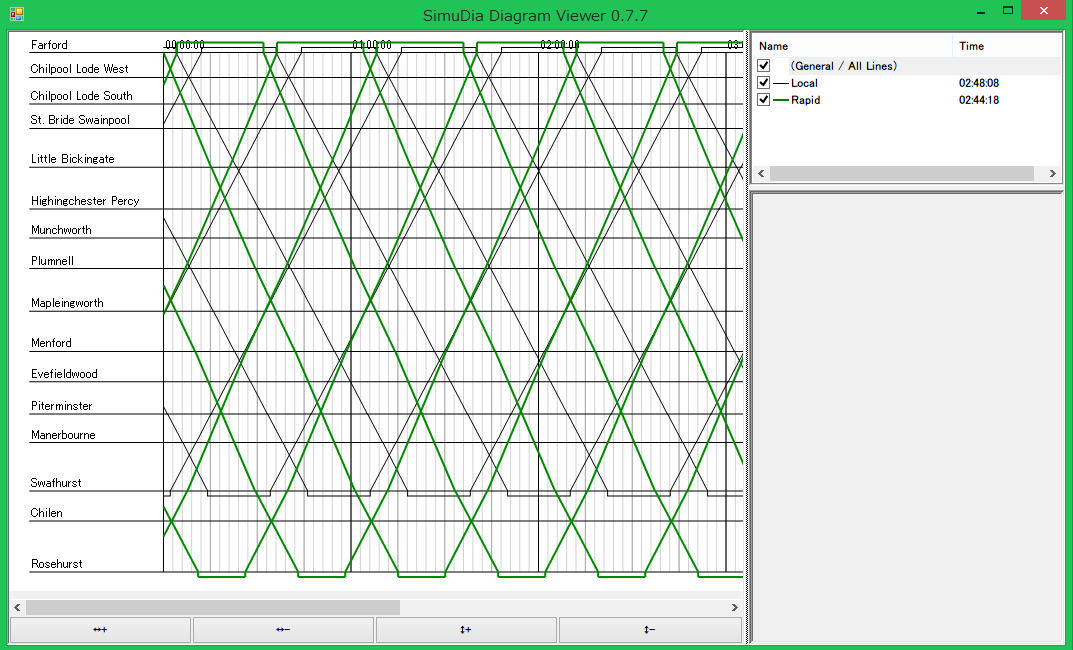 SimuDia Diagram Viewer 0.7.7
Farford
00:00:00
01:00:00
02:00:00
03:
Chilpool Lode West
Chilpool Lode South
St. Bride Swainpool
Little Bickingate
Highingchester Percy
Munchworth
Plumnell
Mapleingworth
Menford
Evefieldwood
Piterminster
Manerbourne
Swafhurst
Chilen
Rosehurst
Name Time
(General / All Lines)
Local 02:48:08
Rapid 02:44:18
↔+
↔−
↕+
↕−